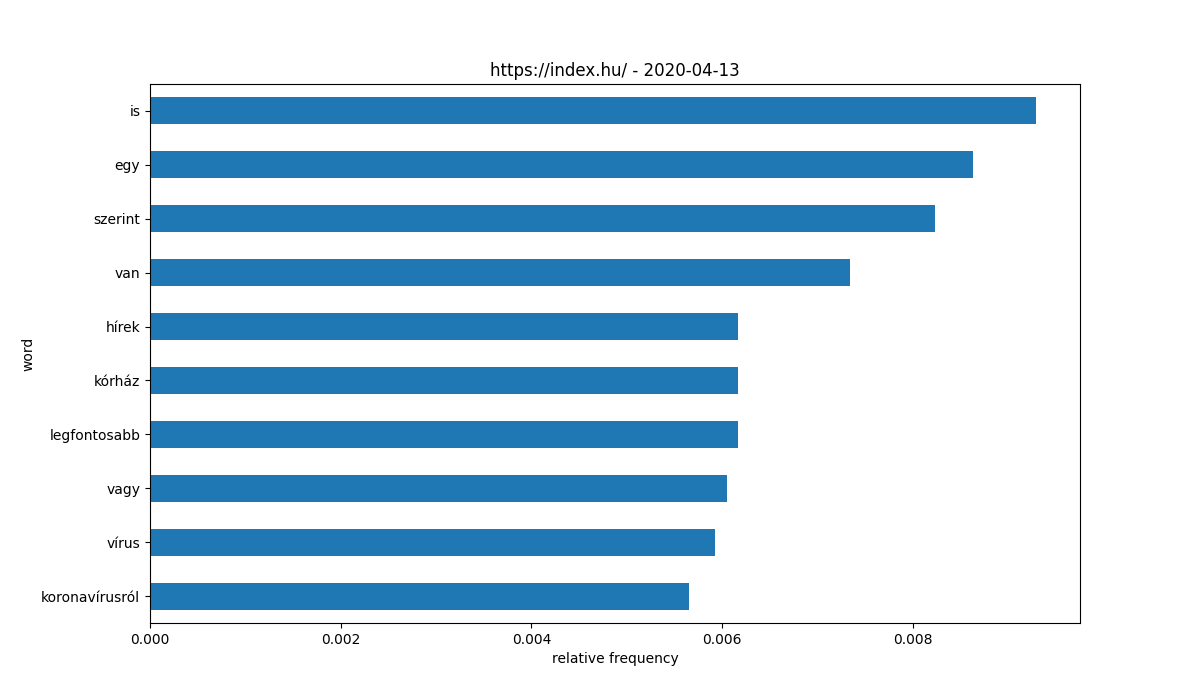 https://index.hu/ - 2020-04-13
is
egy
szerint
van
hírek
kórház
legfontosabb
vagy
vírus
koronavírusról
word
0.000 0.002 0.004 0.006 0.008
relative frequency